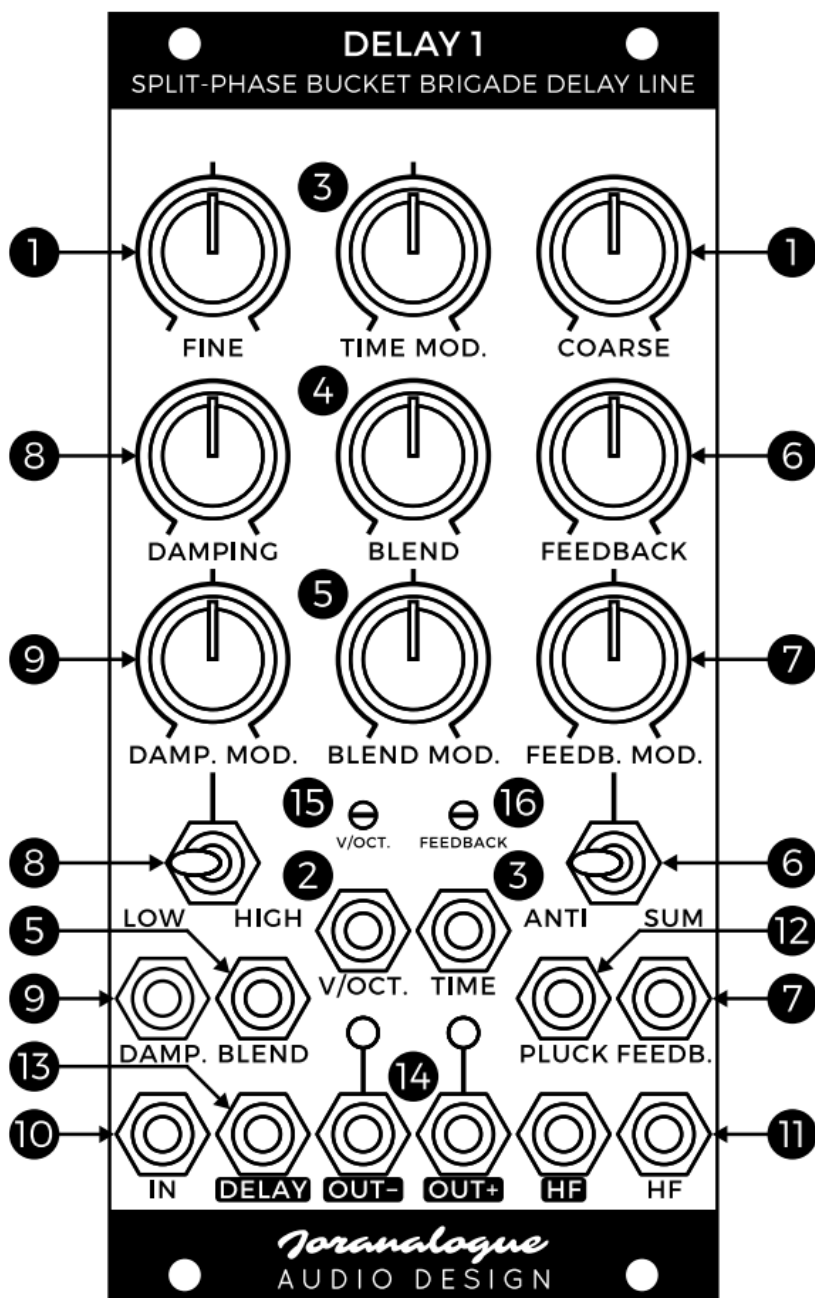 DELAY 1
SPLIT-PHASE BUCKET BRIGADE DELAY LINE
3
1 1
FINE TIME MOD. COARSE
4
8 6
DAMPING BLEND FEEDBACK
5
9 7
DAMP. MOD. BLEND MOD. FEEDB. MOD.
15 16
V/OCT. FEEDBACK
8 2 3 6
LOW HIGH ANTI SUM
5 12
V/OCT. TIME
9 7
DAMP. BLEND PLUCK FEEDB.
13 14
10 11
IN DELAY OUT- OUT+ HF HF
Joranalogue
AUDIO DESIGN